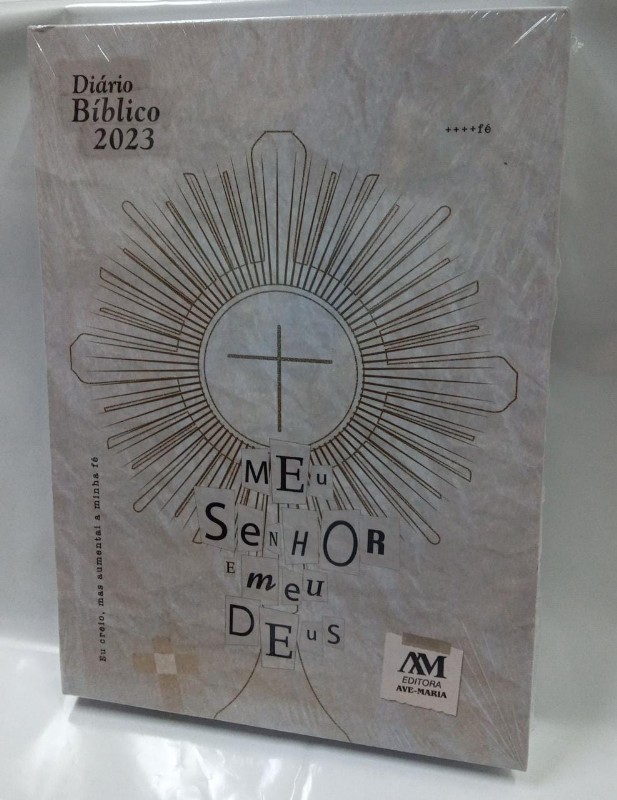 Diário
Bíblico
2023
++++fé
MEu
SeNHOR
E meu
DEuS
Eu creio, mas aumentai a minha fé
AM
EDITORA
AVE-MARIA